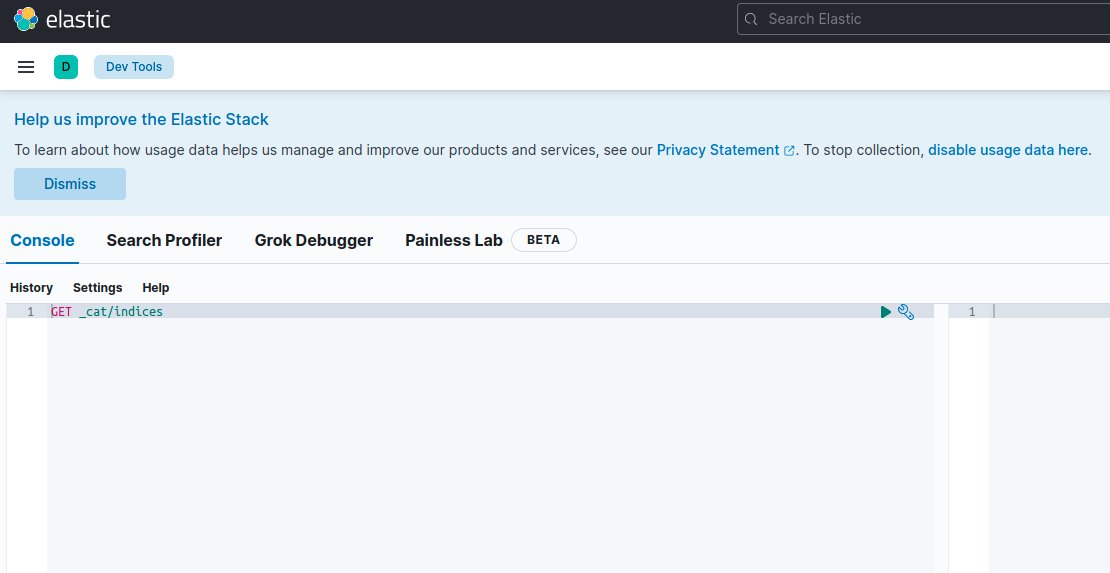 elastic
Search Elastic
D
Dev Tools
Help us improve the Elastic Stack
To learn about how usage data helps us manage and improve our products and services, see our Privacy Statement. To stop collection, disable usage data here.
Dismiss
Console Search Profiler Grok Debugger Painless Lab BETA
History Settings Help
1 GET _cat/indices 1